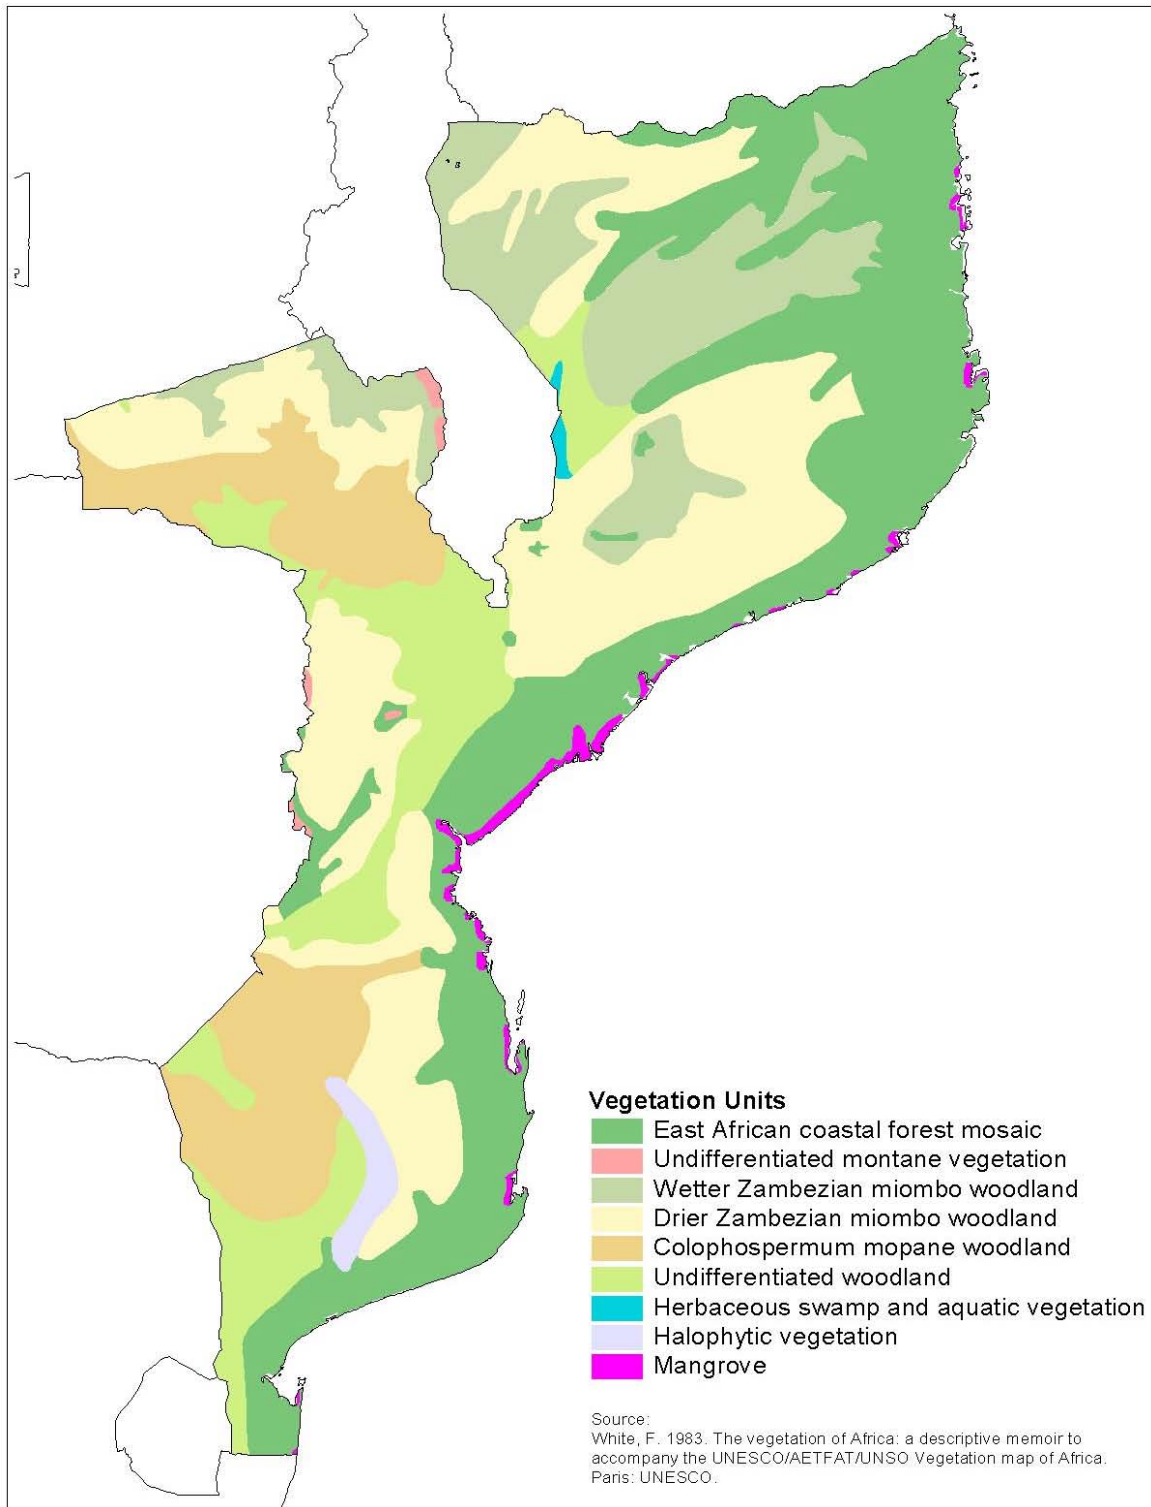 Vegetation Units
East African coastal forest mosaic
Undifferentiated montane vegetation
Wetter Zambezian miombo woodland
Drier Zambezian miombo woodland
Colophospermum mopane woodland
Undifferentiated woodland
Herbaceous swamp and aquatic vegetation
Halophytic vegetation
Mangrove
Source:
White, F. 1983. The vegetation of Africa: a descriptive memoir to
accompany the UNESCO/AETFAT/UNSO Vegetation map of Africa.
Paris: UNESCO.